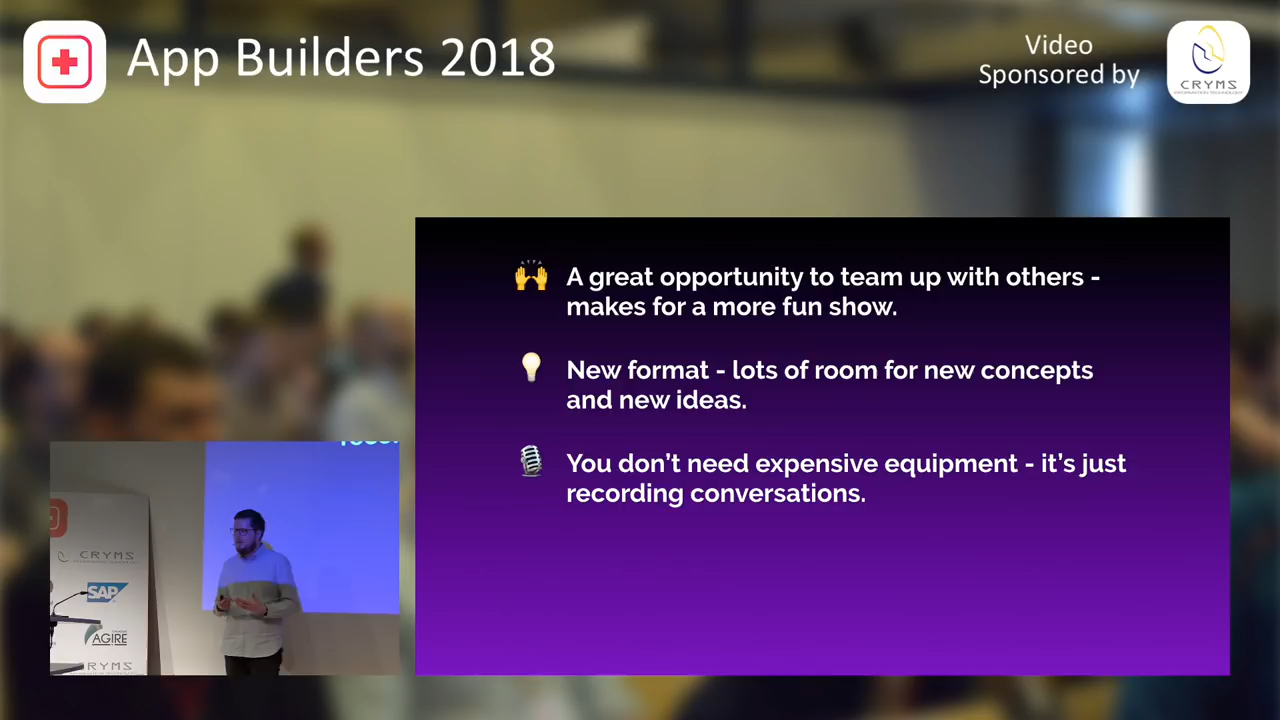 App Builders 2018
Video
Sponsored by
CRYMS
INFORMATION TECHNOLOGY
A great opportunity to team up with others -
makes for a more fun show.
New format - lots of room for new concepts
and new ideas.
You don’t need expensive equipment - it’s just
recording conversations.
CRYMS
SAP
AGIRE
CRYMS